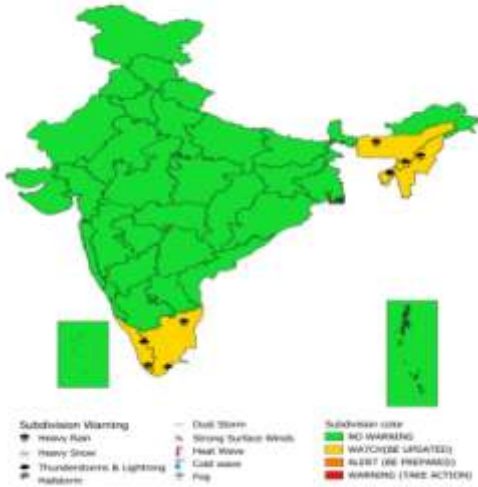 Subdivision Warning
Heavy Rain
Heavy Snow
Thunderstorms & Lightning
Hailstorm
Dust Storm
Strong Surface Winds
Heat Wave
Cold wave
Fog
Subdivision color
NO WARNING
WATCH(BE UPDATED)
ALERT (BE PREPARED)
WARNING (TAKE ACTION)